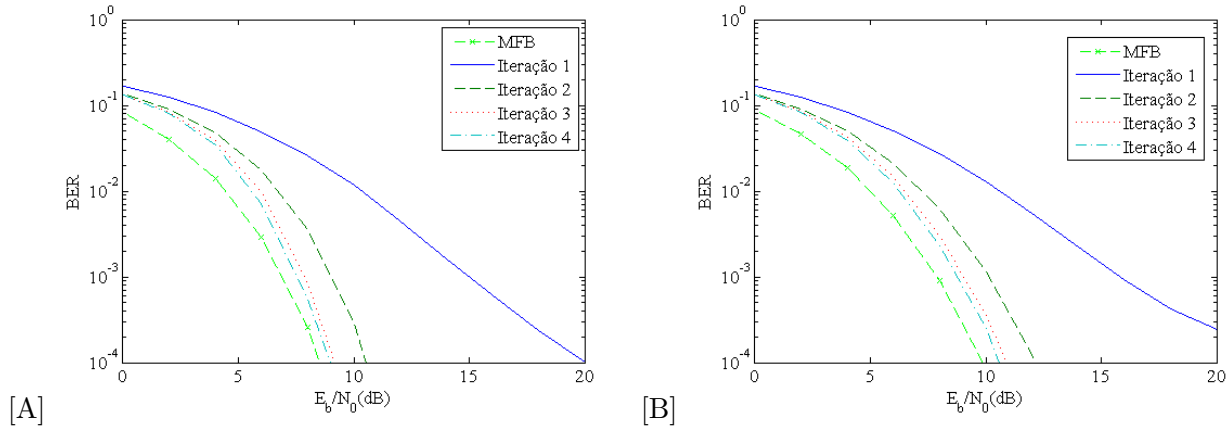 10^0
10^-1
10^-2
10^-3
10^-4
BER
0
5
10
15
20
E_b/N_0(dB)
MFB
Iteração 1
Iteração 2
Iteração 3
Iteração 4
[A]
10^0
10^-1
10^-2
10^-3
10^-4
BER
0
5
10
15
20
E_b/N_0(dB)
MFB
Iteração 1
Iteração 2
Iteração 3
Iteração 4
[B]